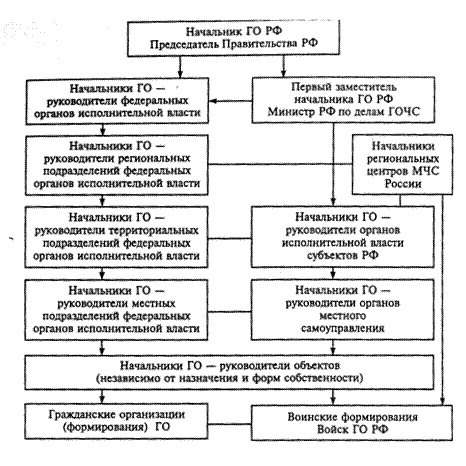 Начальник ГО РФ
Председатель Правительства РФ
Начальники ГО —
руководители федеральных
органов исполнительной власти
Первый заместитель
начальника ГО РФ
Министр РФ по делам ГОЧС
Начальники ГО —
руководители региональных
подразделений федеральных
органов исполнительной власти
Начальники
региональных
центров МЧС
России
Начальники ГО —
руководители территориальных
подразделений федеральных
органов исполнительной власти
Начальники ГО —
руководители органов
исполнительной власти
субъектов РФ
Начальники ГО —
руководители местных
подразделений федеральных
органов исполнительной власти
Начальники ГО —
руководители органов
местного
самоуправления
Начальники ГО — руководители объектов
(независимо от назначения и форм собственности)
Гражданские организации
(формирования) ГО
Воинские формирования
Войск ГО РФ